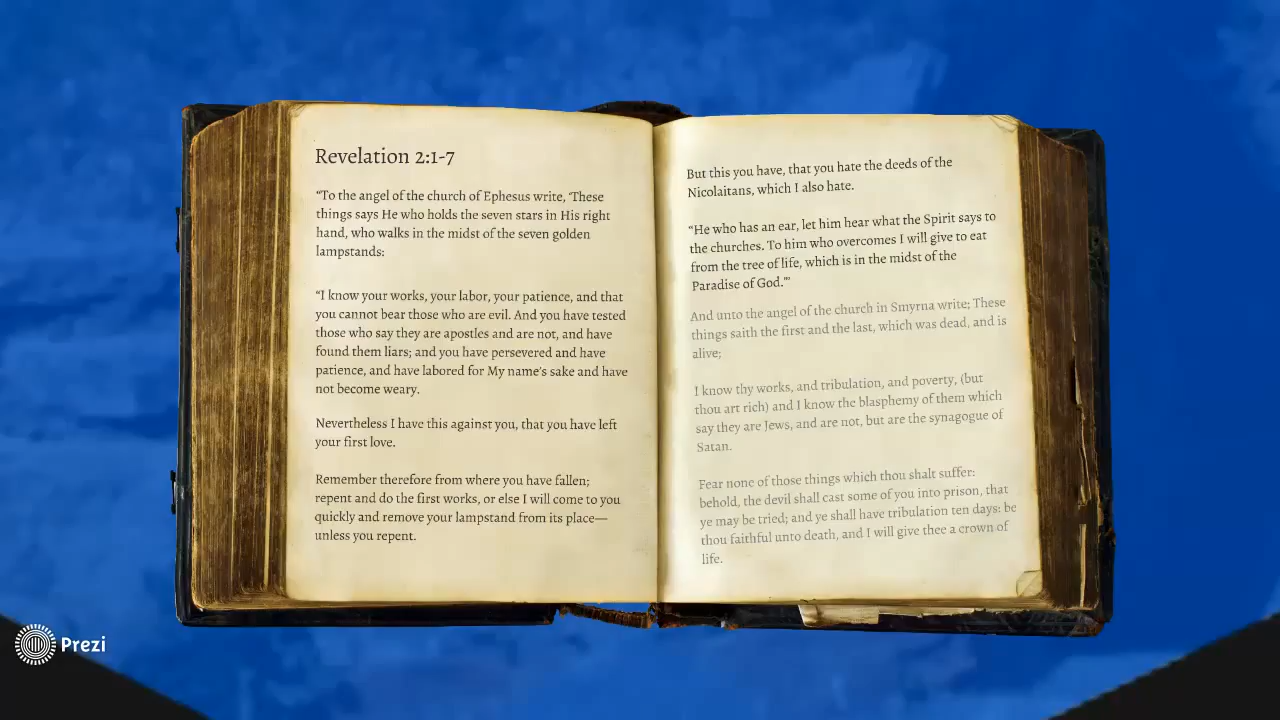 Revelation 2:1-7
“To the angel of the church of Ephesus write, ‘These
things says He who holds the seven stars in His right
hand, who walks in the midst of the seven golden
lampstands:
“I know your works, your labor, your patience, and that
you cannot bear those who are evil. And you have tested
those who say they are apostles and are not, and have
found them liars; and you have persevered and have
patience, and have labored for My name’s sake and have
not become weary.
Nevertheless I have this against you, that you have left
your first love.
Remember therefore from where you have fallen;
repent and do the first works, or else I will come to you
quickly and remove your lampstand from its place—
unless you repent.
But this you have, that you hate the deeds of the
Nicolaitans, which I also hate.
“He who has an ear, let him hear what the Spirit says to
the churches. To him who overcomes I will give to eat
from the tree of life, which is in the midst of the
Paradise of God.”’
And unto the angel of the church in Smyrna write; These
things saith the first and the last, which was dead, and is
alive;
I know thy works, and tribulation, and poverty, (but
thou art rich) and I know the blasphemy of them which
say they are Jews, and are not, but are the synagogue of
Satan.
Fear none of those things which thou shalt suffer:
behold, the devil shall cast some of you into prison, that
ye may be tried; and ye shall have tribulation ten days: be
thou faithful unto death, and I will give thee a crown of
life.
Prezi